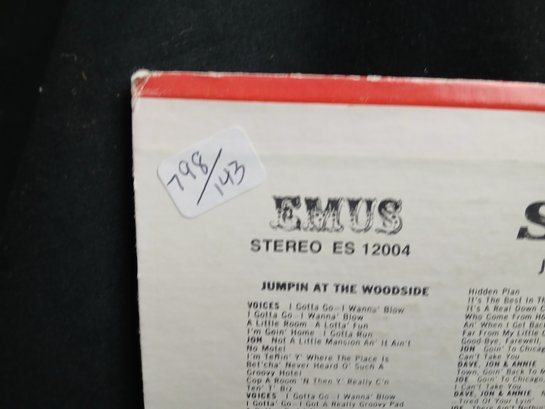 798/143
EMUS
STEREO ES 12004
JUMPIN AT THE WOODSIDE
VOICES I Gotta Go—I Wanna' Blow
I Gotta Go—I Wanna' Blow
A Little Room A Lotta' Fun
I'm Goin' Home I Gotta Run
JON Not A Little Mansion An' It Ain't
No Motel
I'm Tellin' Y' Where The Place Is
Bet'cha' Never Heard O' Such A
Groovy Hotel
Cop A Room 'N Then Y' Really C'n
Ten' T' Biz
VOICES I Gotta Go—I Wanna' Blow
I Gotta' Go I Got A Really Groovy Pad
Hidden Plan
It's The Best In Th
It's A Real Down C
Who Come From Ho
An' When I Get Back
Far From My Little C
Good-Bye, Farewell,
JON Goin' To Chicago
Can't Take You
DAVE, JON & ANNIE
Town, Goin' Back To M
JOE Goin' To Chicago
Can't Take You
DAVE, JON & ANNIE
Tired Of Your Lyin'
There Ain't Nothin'